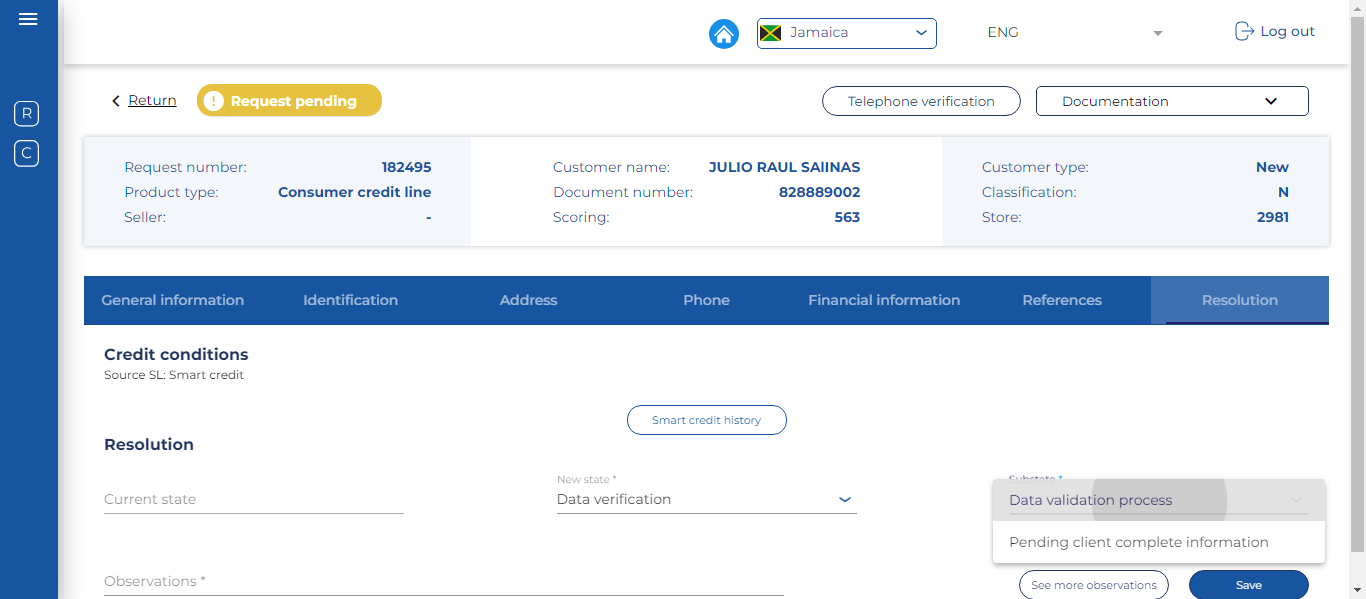 Jamaica
ENG
Log out
R
C
Return
! Request pending
Telephone verification
Documentation
Request number: 182495
Product type: Consumer credit line
Seller: -
Customer name: JULIO RAUL SAlINAS
Document number: 828889002
Scoring: 563
Customer type: New
Classification: N
Store: 2981
General information
Identification
Address
Phone
Financial information
References
Resolution
Credit conditions
Source SL: Smart credit
Smart credit history
Resolution
Current state
New state *
Data verification
Substate *
Data validation process
Pending client complete information
Observations *
See more observations
Save